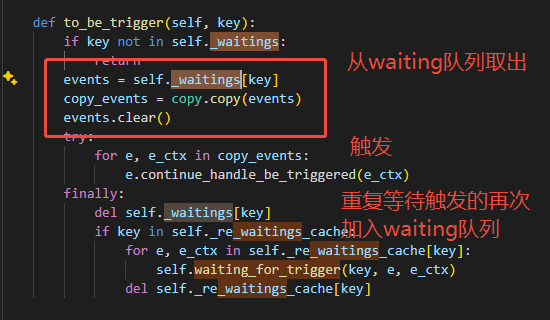 def to_be_trigger(self, key):
if key not in self._waitings:
return
events = self._waitings[key]
copy_events = copy.copy(events)
events.clear()
从waiting队列取出
try:
for e, e_ctx in copy_events:
e.continue_handle_be_triggered(e_ctx)
触发
finally:
del self._waitings[key]
if key in self._re_waitings_cache:
for e, e_ctx in self._re_waitings_cache[key]:
self.waiting_for_trigger(key, e, e_ctx)
del self._re_waitings_cache[key]
重复等待触发的再次
加入waiting队列